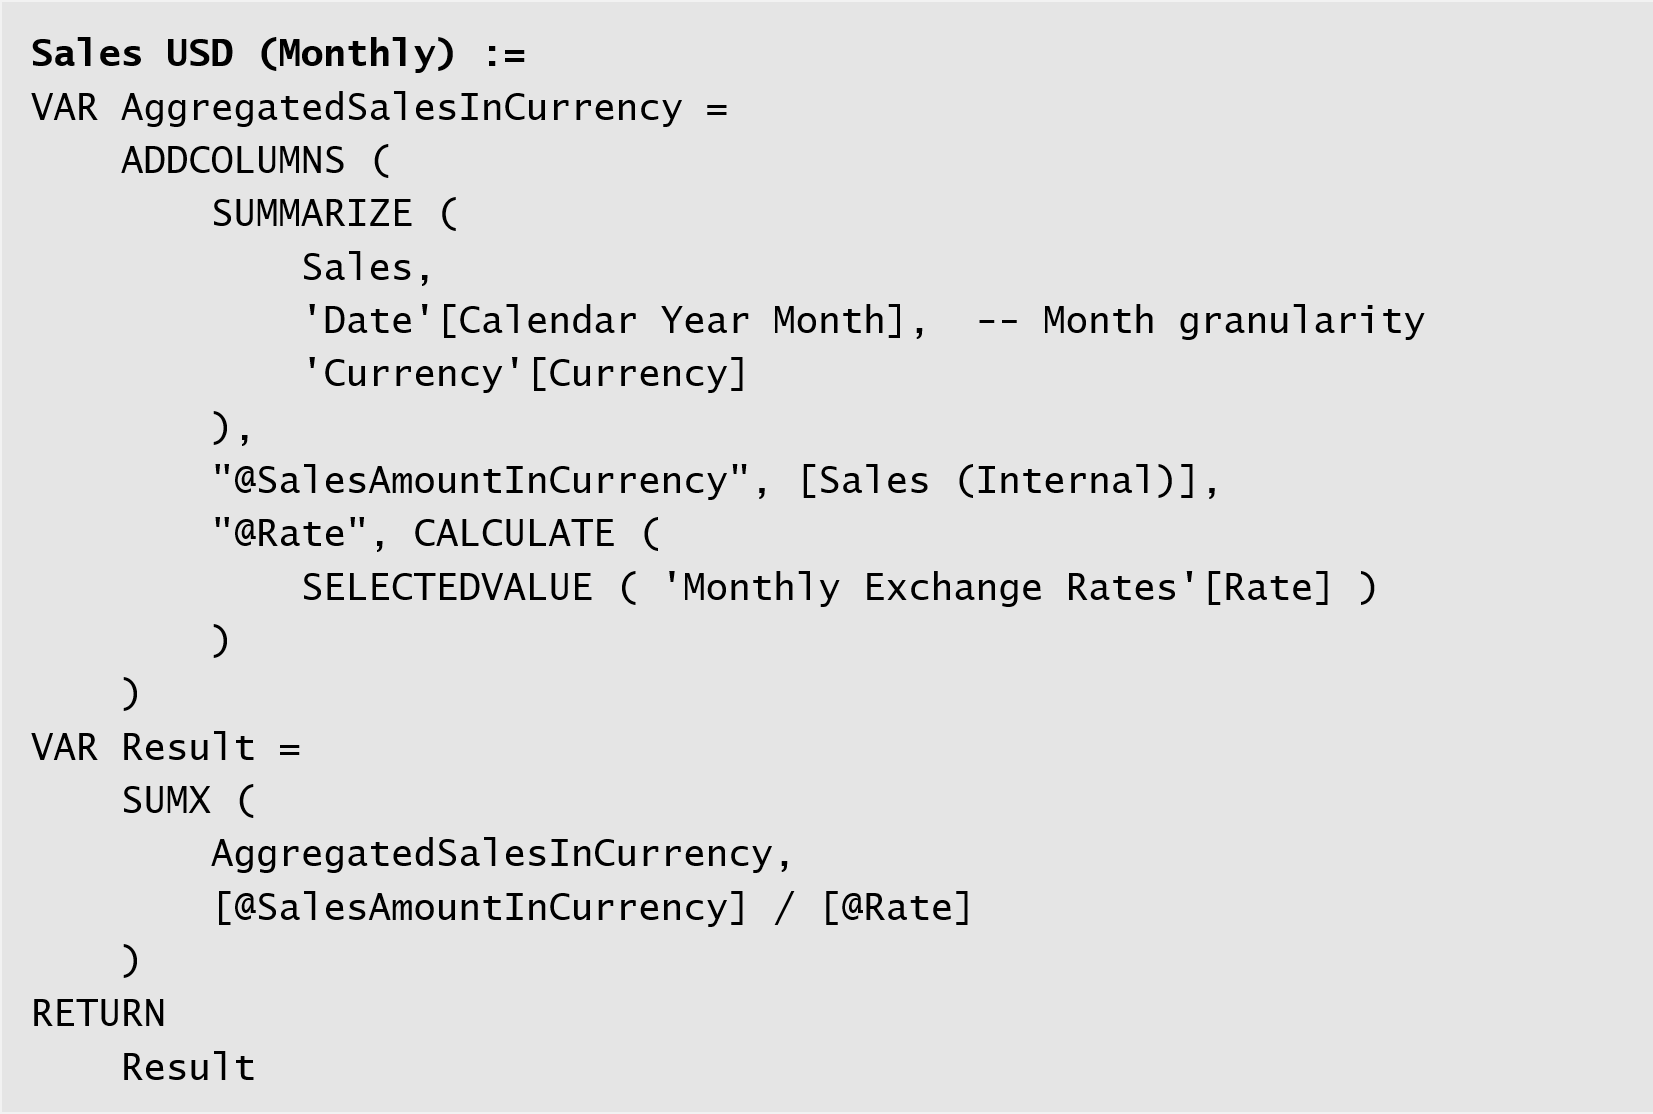 Sales USD (Monthly) :=
VAR AggregatedSalesInCurrency =
    ADDCOLUMNS (
        SUMMARIZE (
            Sales,
            'Date'[Calendar Year Month],  -- Month granularity
            'Currency'[Currency]
        ),
        "@SalesAmountInCurrency", [Sales (Internal)],
        "@Rate", CALCULATE (
            SELECTEDVALUE ( 'Monthly Exchange Rates'[Rate] )
        )
    )
VAR Result =
    SUMX (
        AggregatedSalesInCurrency,
        [@SalesAmountInCurrency] / [@Rate]
    )
RETURN
    Result